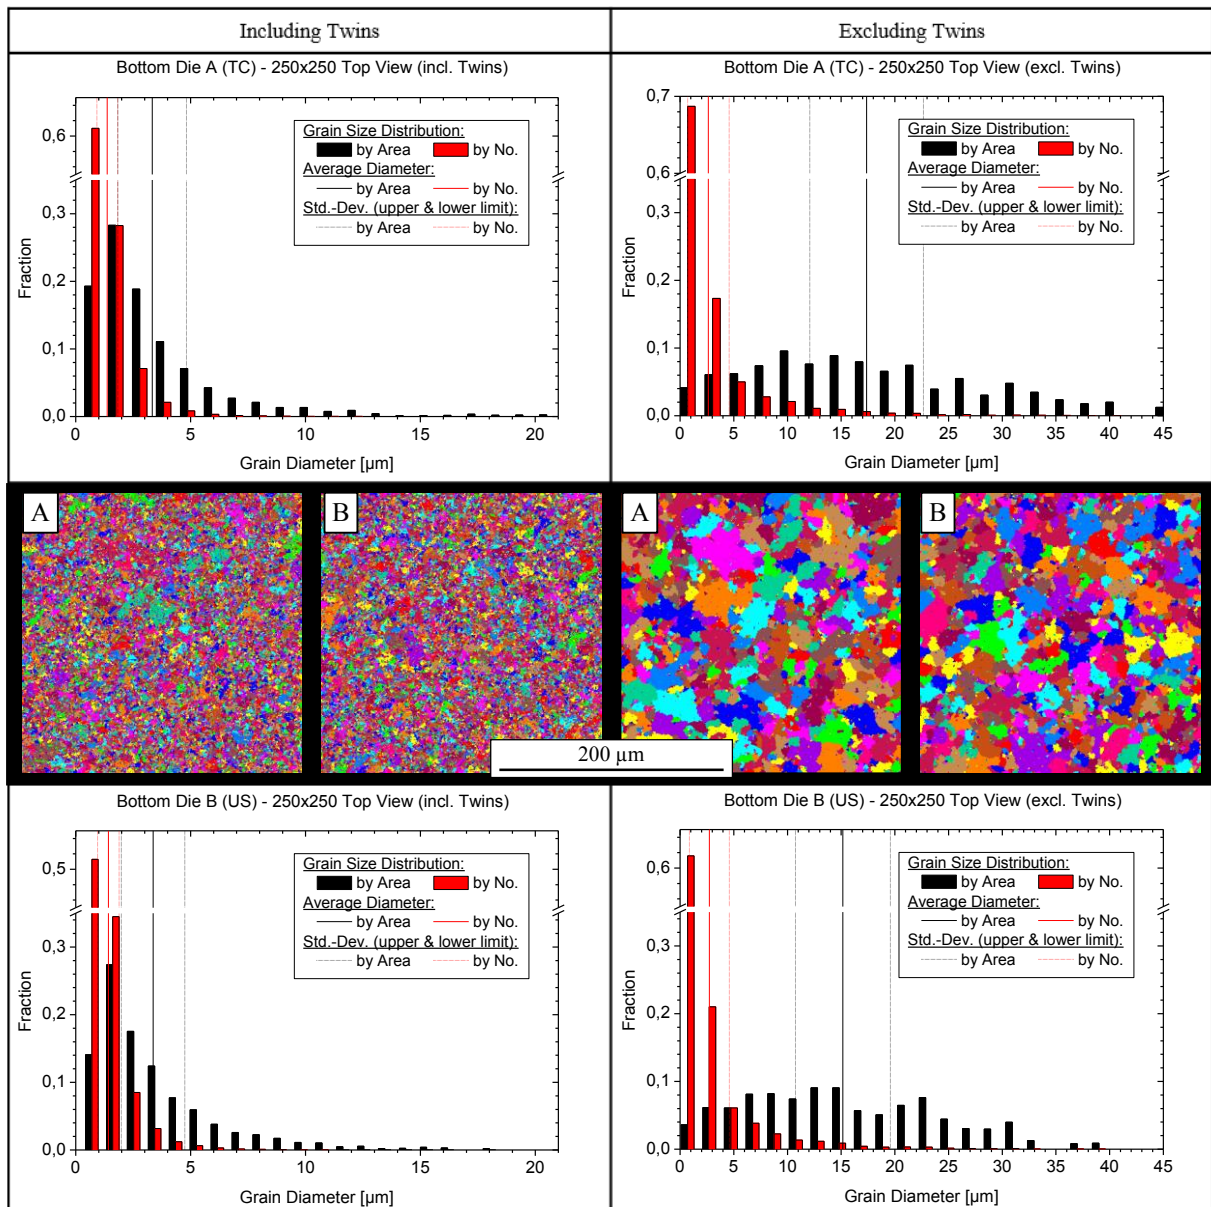 Including Twins
Excluding Twins
Bottom Die A (TC) - 250x250 Top View (incl. Twins)
Fraction
0,6
0,3
0,2
0,1
0,0
0 5 10 15 20
Grain Diameter [µm]
Grain Size Distribution:
by Area by No.
Average Diameter:
by Area by No.
Std.-Dev. (upper & lower limit):
by Area by No.
Bottom Die A (TC) - 250x250 Top View (excl. Twins)
Fraction
0,7
0,6
0,3
0,2
0,1
0,0
0 5 10 15 20 25 30 35 40 45
Grain Diameter [µm]
Grain Size Distribution:
by Area by No.
Average Diameter:
by Area by No.
Std.-Dev. (upper & lower limit):
by Area by No.
A
B
A
B
200 µm
Bottom Die B (US) - 250x250 Top View (incl. Twins)
Fraction
0,5
0,3
0,2
0,1
0,0
0 5 10 15 20
Grain Diameter [µm]
Grain Size Distribution:
by Area by No.
Average Diameter:
by Area by No.
Std.-Dev. (upper & lower limit):
by Area by No.
Bottom Die B (US) - 250x250 Top View (excl. Twins)
Fraction
0,6
0,3
0,2
0,1
0,0
0 5 10 15 20 25 30 35 40 45
Grain Diameter [µm]
Grain Size Distribution:
by Area by No.
Average Diameter:
by Area by No.
Std.-Dev. (upper & lower limit):
by Area by No.